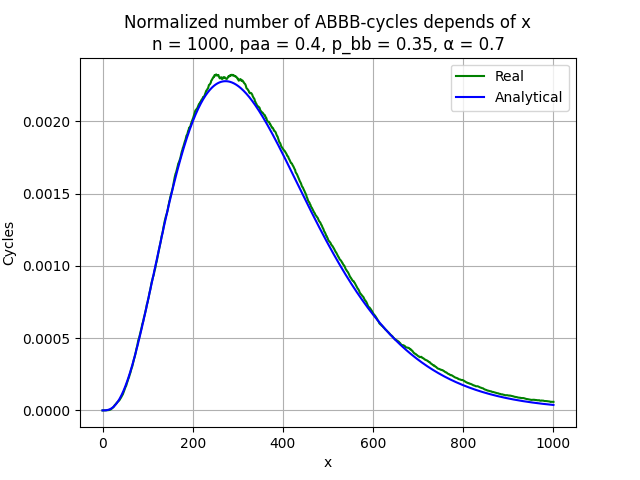 Normalized number of ABBB-cycles depends of x
n = 1000, paa = 0.4, p_bb = 0.35, α = 0.7
Real
Analytical
0.0020
0.0015
0.0010
0.0005
0.0000
Cycles
0 200 400 600 800 1000
x